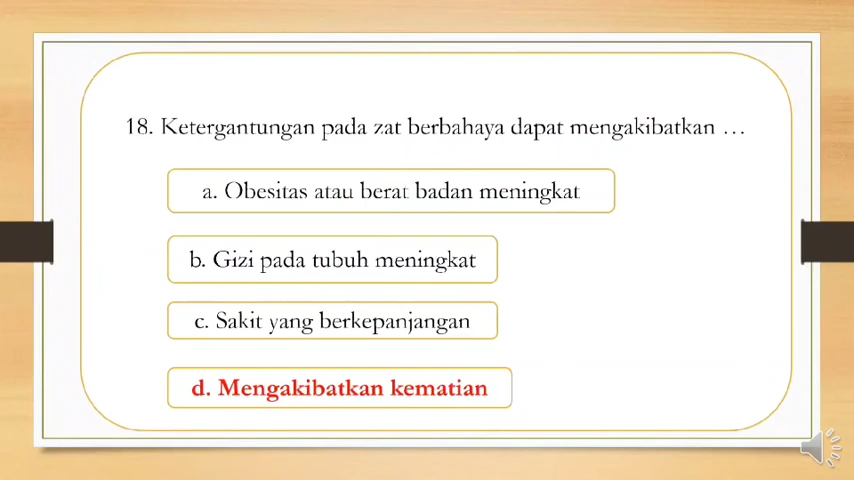 18. Ketergantungan pada zat berbahaya dapat mengakibatkan …
a. Obesitas atau berat badan meningkat
b. Gizi pada tubuh meningkat
c. Sakit yang berkepanjangan
d. Mengakibatkan kematian